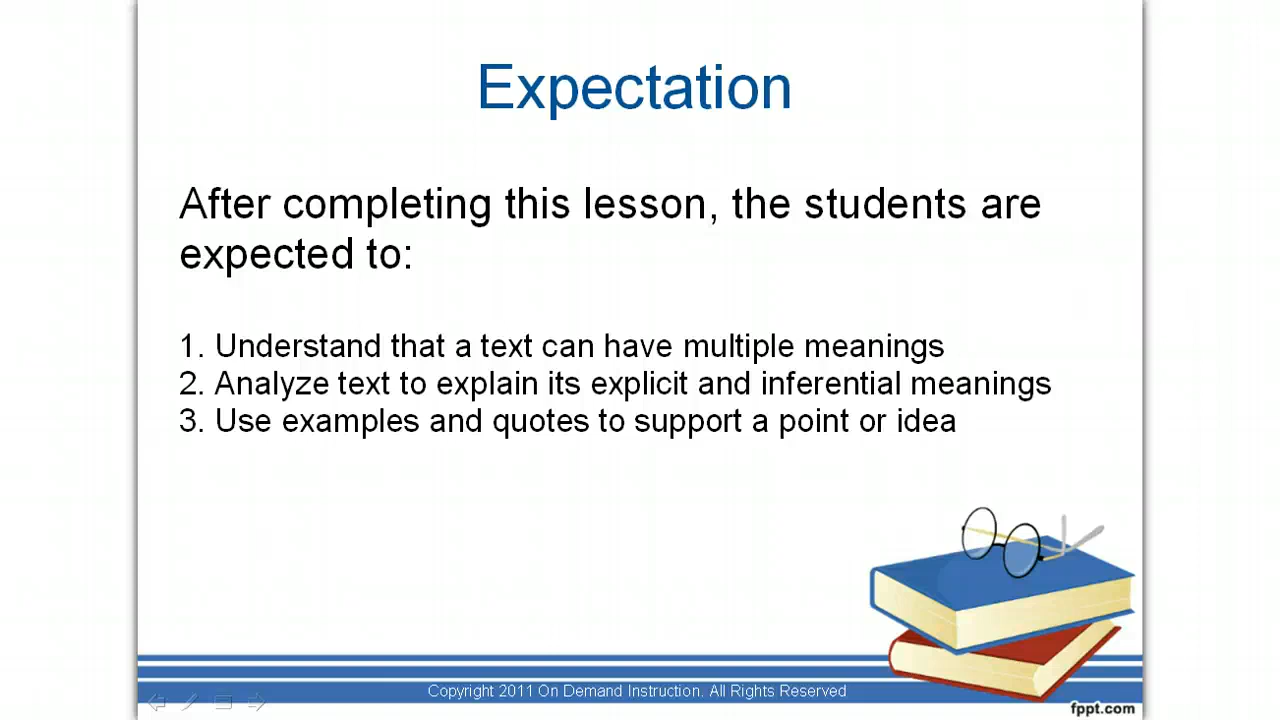 Expectation
After completing this lesson, the students are
expected to:
1. Understand that a text can have multiple meanings
2. Analyze text to explain its explicit and inferential meanings
3. Use examples and quotes to support a point or idea
Copyright 2011 On Demand Instruction. All Rights Reserved
fppt.com